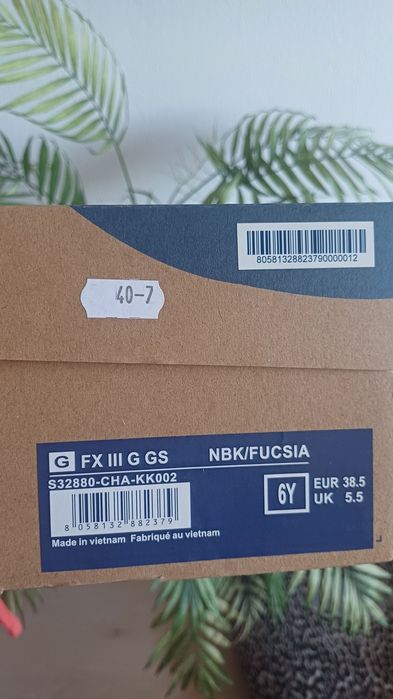 80581328823790000012
40-7
G FX III G GS NBK/FUCSIA
S32880-CHA-KK002
6Y EUR 38.5
UK 5.5
8 058132 882379
Made in vietnam Fabriqué au vietnam